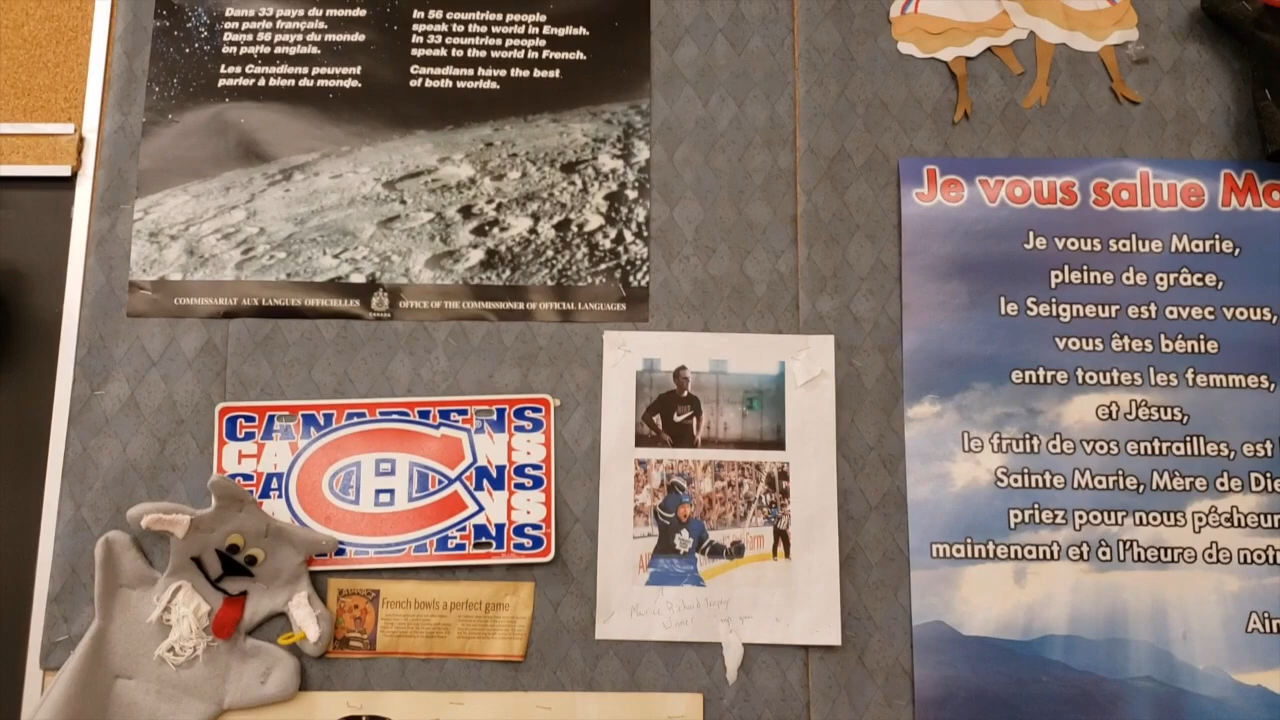 Dans 33 pays du monde
on parle français.
Dans 56 pays du monde
on parle anglais.
Les Canadiens peuvent
parler à bien du monde.
In 56 countries people
speak to the world in English.
In 33 countries people
speak to the world in French.
Canadians have the best
of both worlds.
COMMISSARIAT AUX LANGUES OFFICIELLES
CANADA
OFFICE OF THE COMMISSIONER OF OFFICIAL LANGUAGES
CANADIENS
French bowls a perfect game
Maurice Richard Trophy
Je vous salue Ma
Je vous salue Marie,
pleine de grâce,
le Seigneur est avec vous,
vous êtes bénie
entre toutes les femmes,
et Jésus,
le fruit de vos entrailles, est
Sainte Marie, Mère de Die
priez pour nous pécheur
maintenant et à l'heure de notr